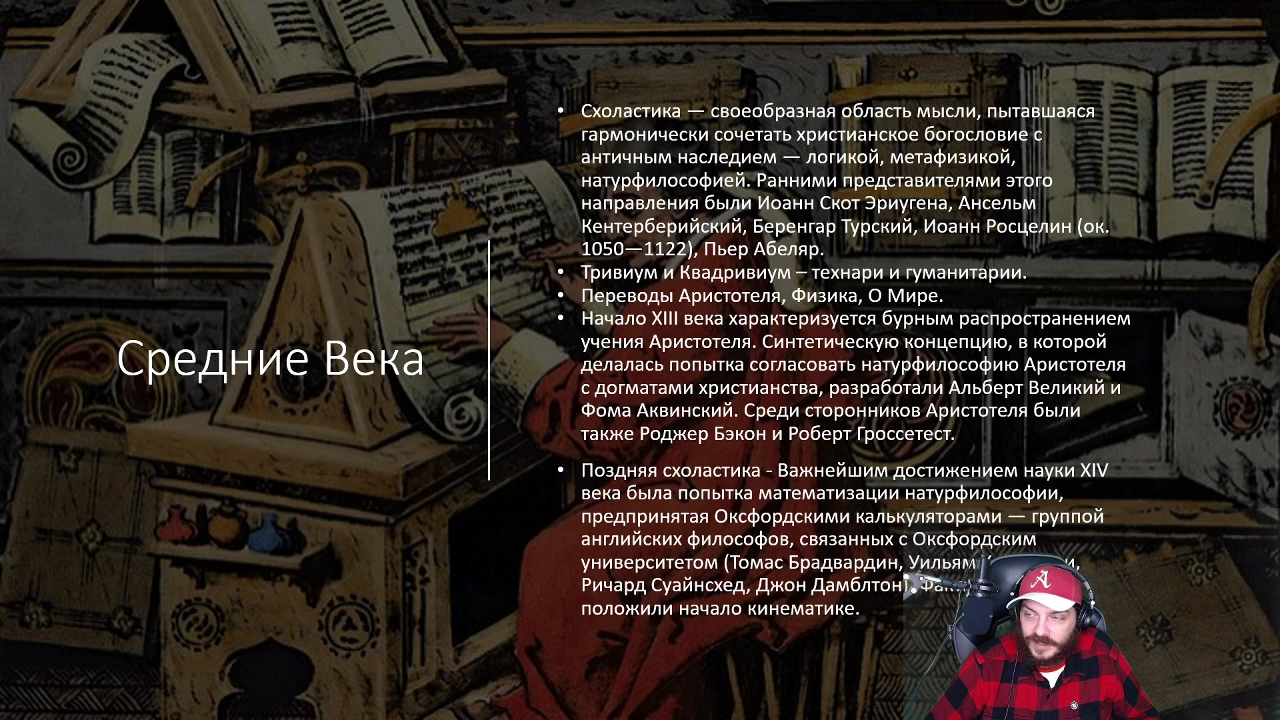 Средние Века
• Схоластика — своеобразная область мысли, пытавшаяся
гармонически сочетать христианское богословие с
античным наследием — логикой, метафизикой,
натурфилософией. Ранними представителями этого
направления были Иоанн Скот Эриугена, Ансельм
Кентерберийский, Беренгар Турский, Иоанн Росцелин (ок.
1050—1122), Пьер Абеляр.
• Тривиум и Квадривиум – технари и гуманитарии.
• Переводы Аристотеля, Физика, О Мире.
• Начало XIII века характеризуется бурным распространением
учения Аристотеля. Синтетическую концепцию, в которой
делалась попытка согласовать натурфилософию Аристотеля
с догматами христианства, разработали Альберт Великий и
Фома Аквинский. Среди сторонников Аристотеля были
также Роджер Бэкон и Роберт Гроссетест.
• Поздняя схоластика - Важнейшим достижением науки XIV
века была попытка математизации натурфилософии,
предпринятая Оксфордскими калькуляторами — группой
английских философов, связанных с Оксфордским
университетом (Томас Брадвардин, Уильям
Ричард Суайнсхед, Джон Дамблтон).
положили начало кинематике.
A